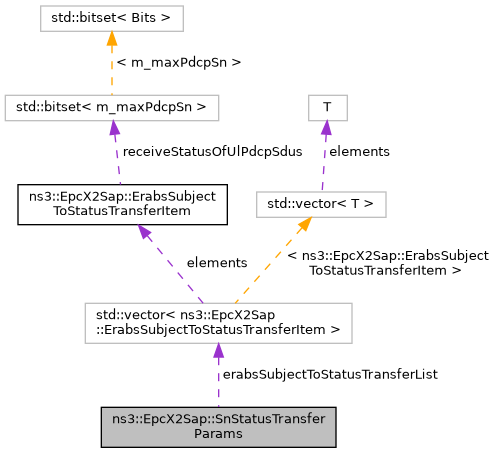 std::bitset< Bits >
< m_maxPdcpSn >
std::bitset< m_maxPdcpSn >
T
receiveStatusOfUlPdcpSdus
elements
ns3::EpcX2Sap::ErabsSubject
ToStatusTransferItem
std::vector< T >
elements
< ns3::EpcX2Sap::ErabsSubject
ToStatusTransferItem >
std::vector< ns3::EpcX2Sap
::ErabsSubjectToStatusTransferItem >
erabsSubjectToStatusTransferList
ns3::EpcX2Sap::SnStatusTransfer
Params